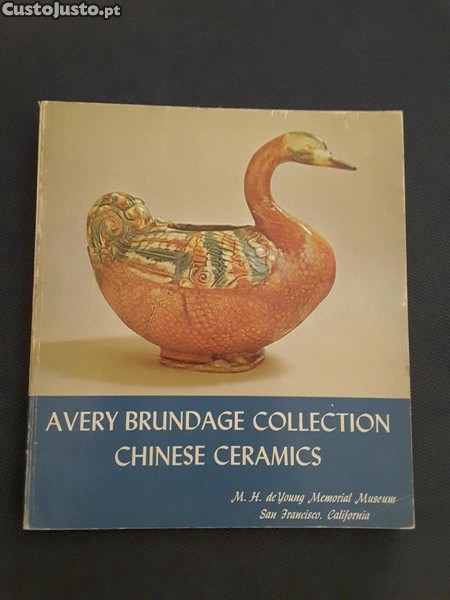 CustoJusto.pt
AVERY BRUNDAGE COLLECTION
CHINESE CERAMICS
M. H. de Young Memorial Museum
San Francisco, California